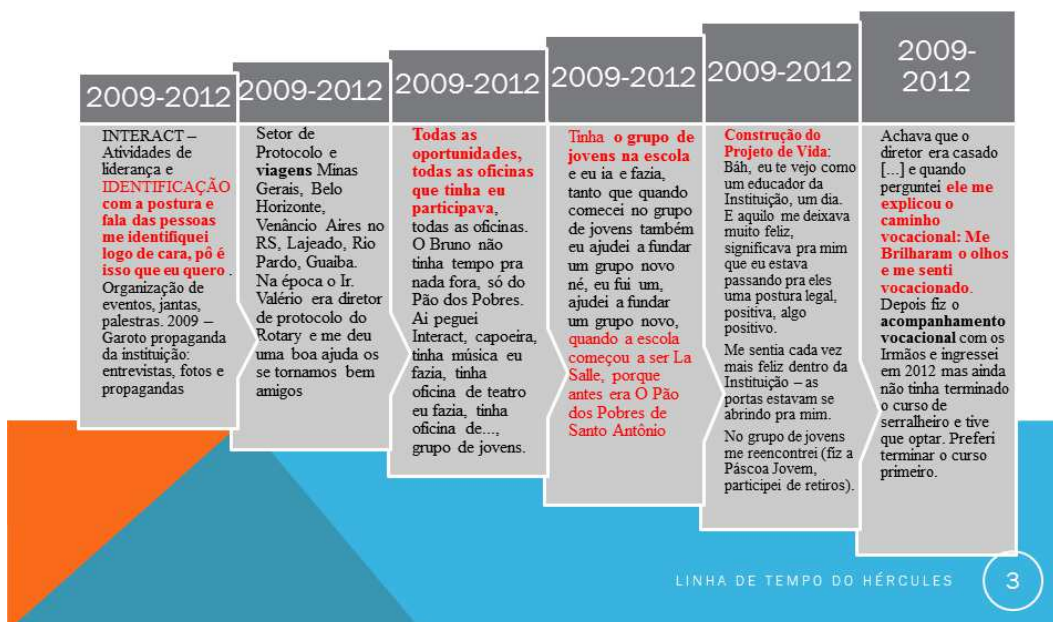 2009-2012
INTERACT –
Atividades de
liderança e
IDENTIFICAÇÃO
com a postura e
fala das pessoas
me identifiquei
logo de cara, pô é
isso que eu quero .
Organização de
eventos, jantas,
palestras. 2009 –
Garoto propaganda
da instituição:
entrevistas, fotos e
propagandas
2009-2012
Setor de
Protocolo e
viagens Minas
Gerais, Belo
Horizonte,
Venâncio Aires no
RS, Lajeado, Rio
Pardo, Guaiba.
Na época o Ir.
Valério era diretor
de protocolo do
Rotary e me deu
uma boa ajuda os
se tornamos bem
amigos
2009-2012
Todas as
oportunidades,
todas as oficinas
que tinha eu
participava,
todas as oficinas.
O Bruno não
tinha tempo pra
nada fora, só do
Pão dos Pobres.
Ai peguei
Interact, capoeira,
tinha música eu
fazia, tinha
oficina de teatro
eu fazia, tinha
oficina de...,
grupo de jovens.
2009-2012
Tinha o grupo de
jovens na escola
e eu ia e fazia,
tanto que quando
comecei no grupo
de jovens também
eu ajudei a fundar
um grupo novo
né, eu fui um,
ajudei a fundar
um grupo novo,
quando a escola
começou a ser La
Salle, porque
antes era O Pão
dos Pobres de
Santo Antônio
2009-2012
Construção do
Projeto de Vida:
Báh, eu te vejo como
um educador da
Instituição, um dia.
E aquilo me deixava
muito feliz,
significava pra mim
que eu estava
passando pra eles
uma postura legal,
positiva, algo
positivo.
Me sentia cada vez
mais feliz dentro da
Instituição – as
portas estavam se
abrindo pra mim.
No grupo de jovens
me reencontrei (fiz a
Páscoa Jovem,
participei de retiros).
2009-
2012
Achava que o
diretor era casado
[...] e quando
perguntei ele me
explicou o
caminho
vocacional: Me
Brilharam o olhos
e me senti
vocacionado.
Depois fiz o
acompanhamento
vocacional com os
Irmãos e ingressei
em 2012 mas ainda
não tinha terminado
o curso de
serralheiro e tive
que optar. Preferi
terminar o curso
primeiro.
LINHA DE TEMPO DO HÉRCULES
3